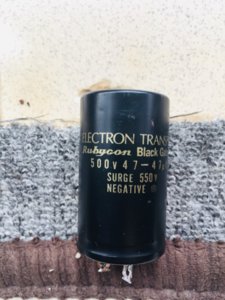 ELECTRON TRANS
Rubycon Black Ga
500V 47-47
SURGE 550V
NEGATIVE